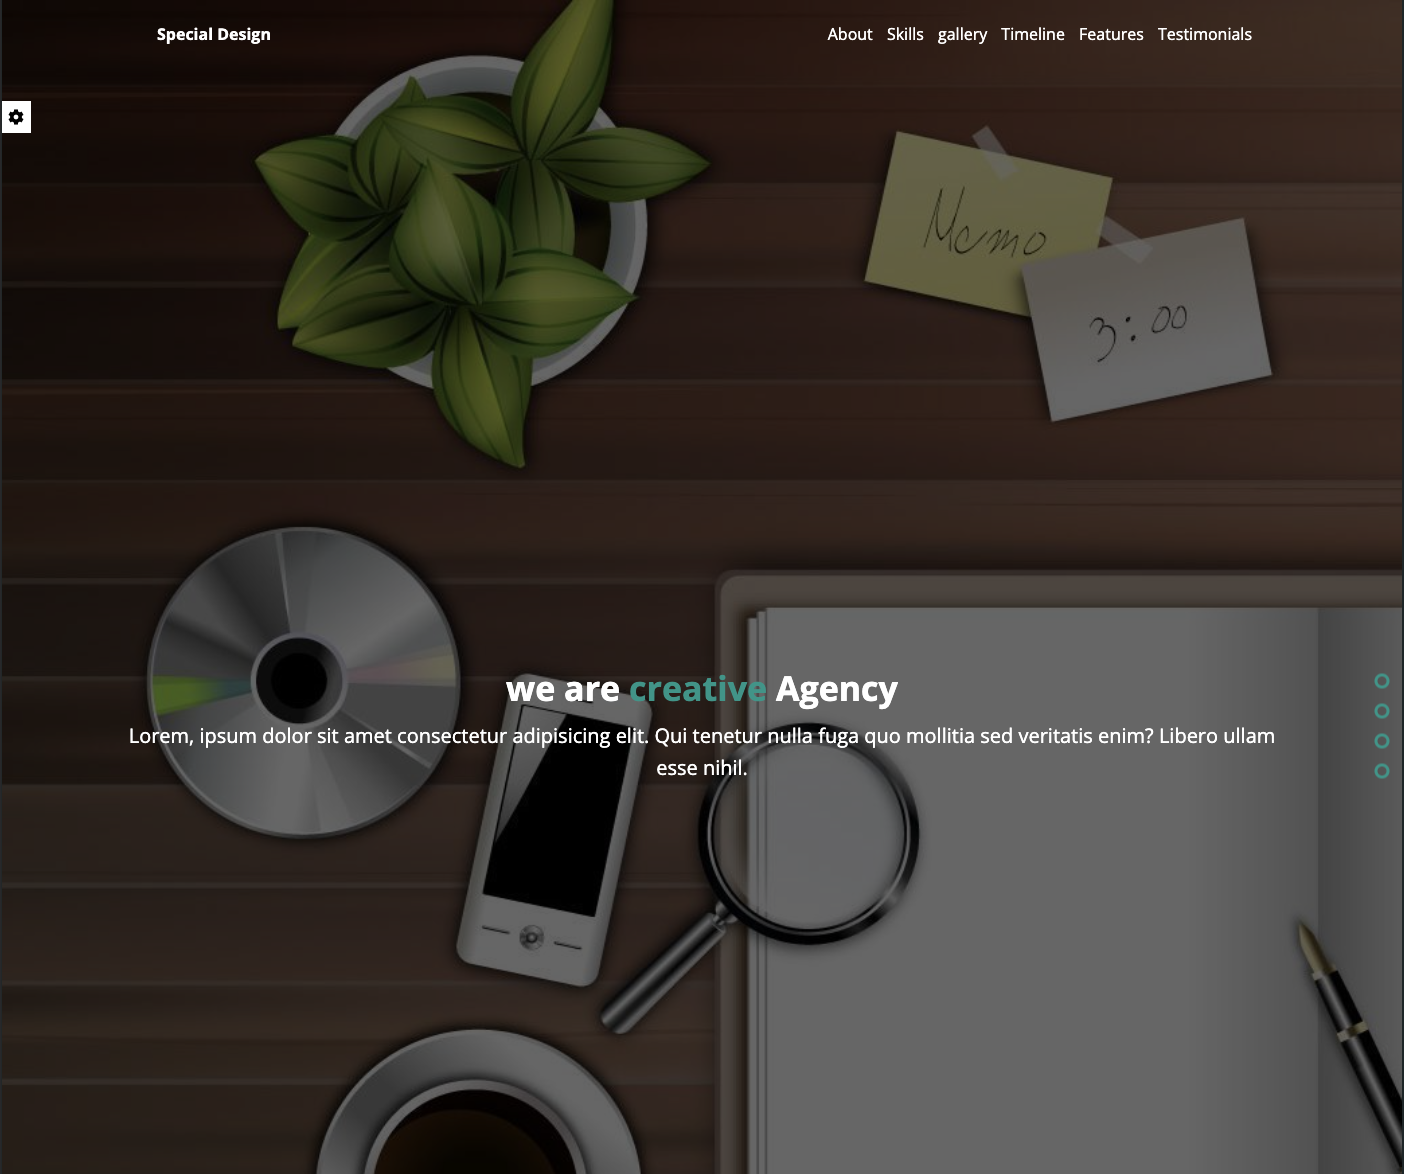 Special Design
About Skills gallery Timeline Features Testimonials
Memo
3:00
we are creative Agency
Lorem, ipsum dolor sit amet consectetur adipisicing elit. Qui tenetur nulla fuga quo mollitia sed veritatis enim? Libero ullam
esse nihil.